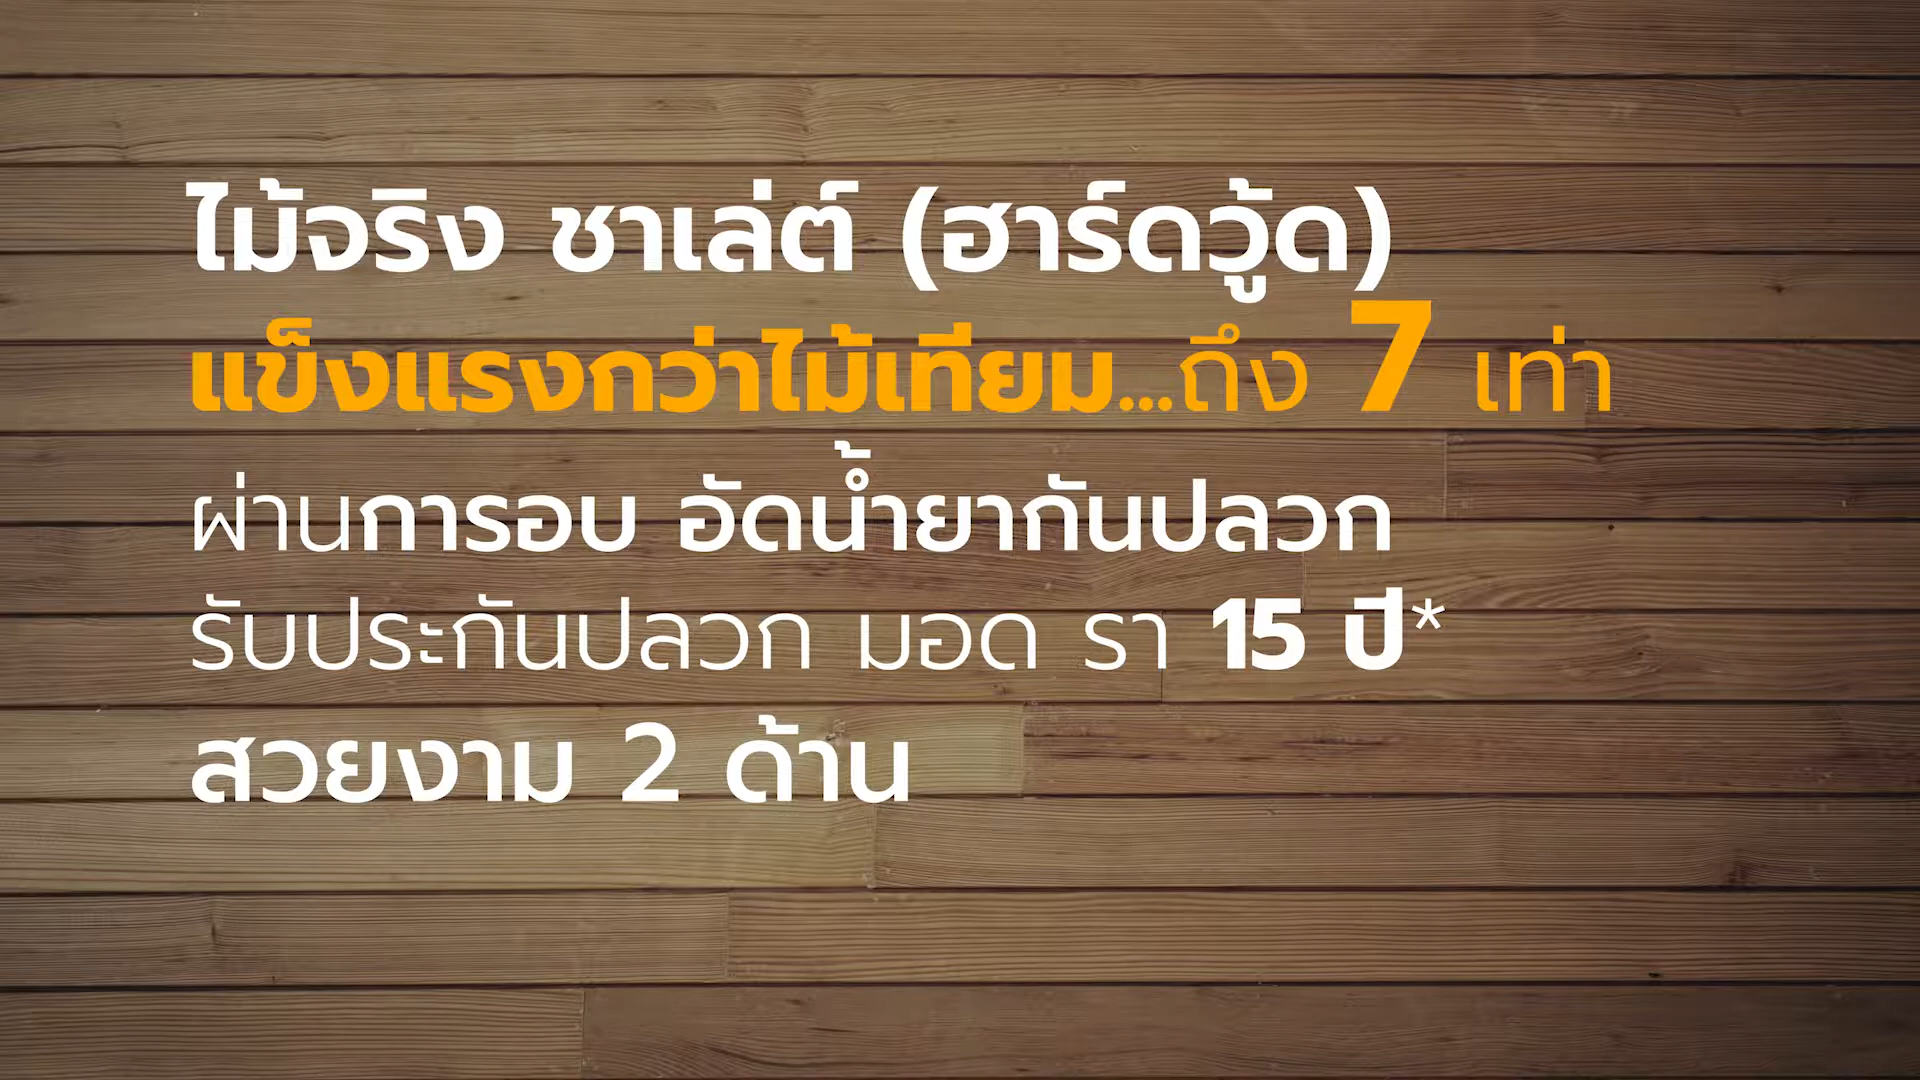 ไม้จริง ชาเล่ต์ (ฮาร์ดวู้ด)
แข็งแรงกว่าไม้เทียม...ถึง 7 เท่า
ผ่านการอบ อัดน้ำยากันปลวก
รับประกันปลวก มอด รา 15 ปี*
สวยงาม 2 ด้าน